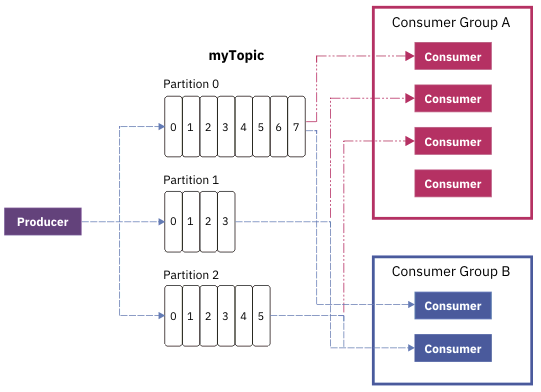 Consumer Group A
Consumer
Consumer
Consumer
Consumer
myTopic
Partition 0
0 1 2 3 4 5 6 7
Partition 1
0 1 2 3
Producer
Partition 2
0 1 2 3 4 5
Consumer Group B
Consumer
Consumer